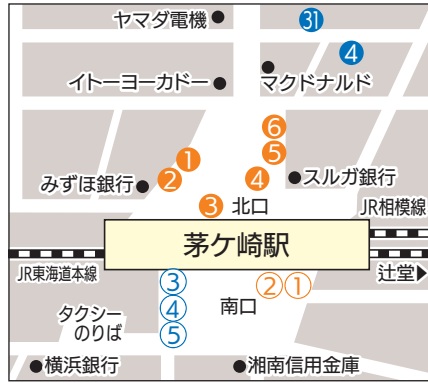 ヤマダ電機
31
4
イトーヨーカドー
マクドナルド
6
5
1
2
4
みずほ銀行
スルガ銀行
3
北口
JR相模線
茅ケ崎駅
JR東海道本線
辻堂
3
2
1
4
南口
タクシー
のりば
5
横浜銀行
湘南信用金庫